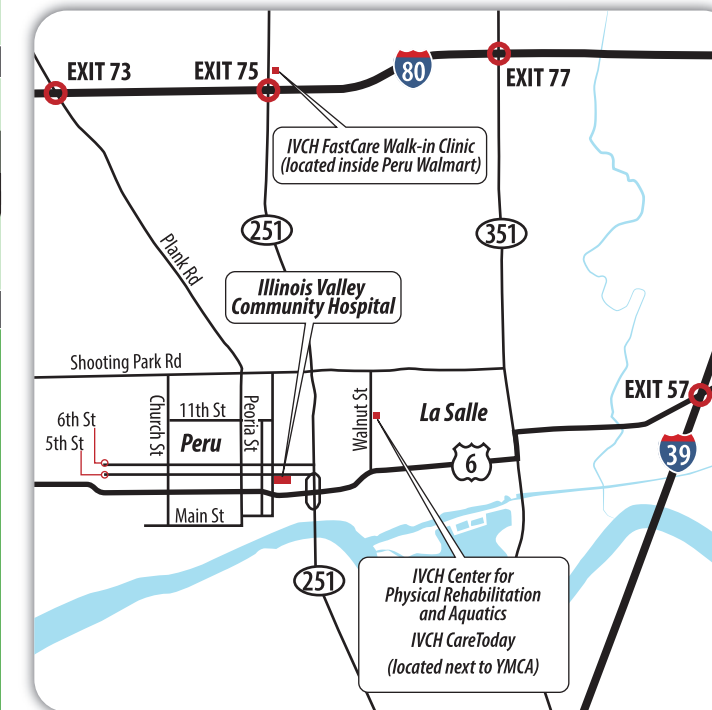 EXIT 73
EXIT 75
80
EXIT 77
IVCH FastCare Walk-in Clinic
(located inside Peru Walmart)
251
351
Plank Rd
Illinois Valley
Community Hospital
Shooting Park Rd
EXIT 57
6th St
5th St
Church St
11th St
Peoria St
Peru
Walnut St
La Salle
6
39
Main St
251
IVCH Center for
Physical Rehabilitation
and Aquatics
IVCH CareToday
(located next to YMCA)